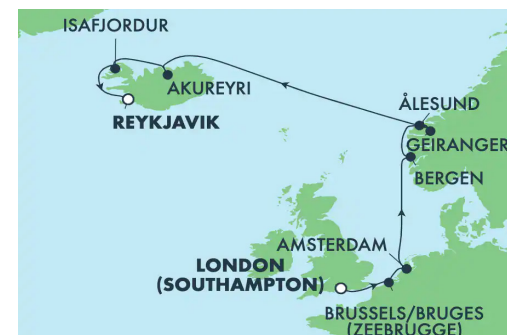 ISAFJORDUR
AKUREYRI
REYKJAVIK
ÅLESUND
GEIRANGER
BERGEN
AMSTERDAM
LONDON
(SOUTHAMPTON)
BRUSSELS/BRUGES
(ZEEBRUGGE)